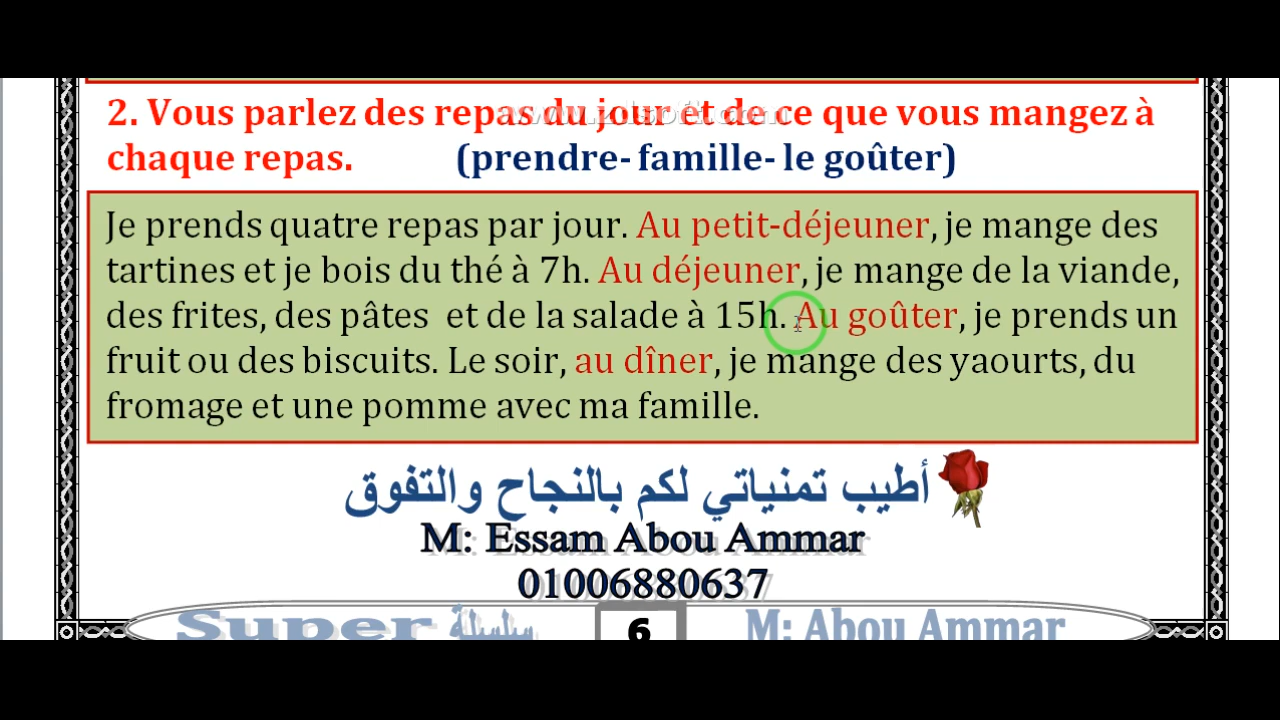 2. Vous parlez des repas du jour et de ce que vous mangez à
chaque repas. (prendre- famille- le goûter)
Je prends quatre repas par jour. Au petit-déjeuner, je mange des
tartines et je bois du thé à 7h. Au déjeuner, je mange de la viande,
des frites, des pâtes et de la salade à 15h. Au goûter, je prends un
fruit ou des biscuits. Le soir, au dîner, je mange des yaourts, du
fromage et une pomme avec ma famille.
أطيب تمنياتي لكم بالنجاح والتفوق
M: Essam Abou Ammar
01006880637
Super سلسلة 6 M: Abou Ammar